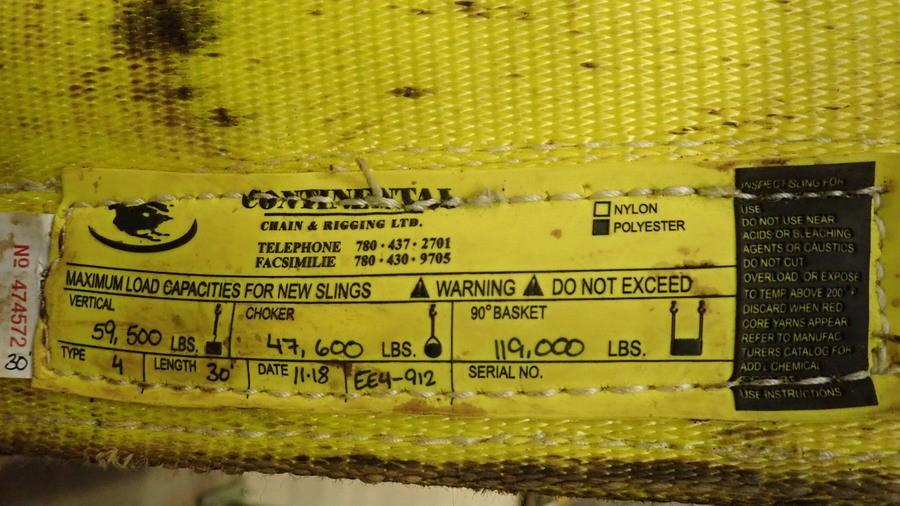 CONTINENTAL
CHAIN & RIGGING LTD.
TELEPHONE 780·437·2701
FACSIMILIE 780·430·9705
NYLON
POLYESTER
MAXIMUM LOAD CAPACITIES FOR NEW SLINGS WARNING DO NOT EXCEED
VERTICAL
59,500 LBS.
CHOKER
47,600 LBS.
90° BASKET
119,000 LBS.
TYPE 4
LENGTH 30'
DATE 11·18
EE4-912
SERIAL NO.
INSPECT SLING FOR
USE
DO NOT USE NEAR
ACIDS OR BLEACHING
AGENTS OR CAUSTICS
DO NOT CUT
OVERLOAD OR EXPOSE
TO TEMP ABOVE 200°F
DISCARD WHEN RED
CORE YARNS APPEAR
REFER TO MANUFAC
TURERS CATALOG FOR
ADD CHEMICAL
USE INSTRUCTIONS
No 474572
30'